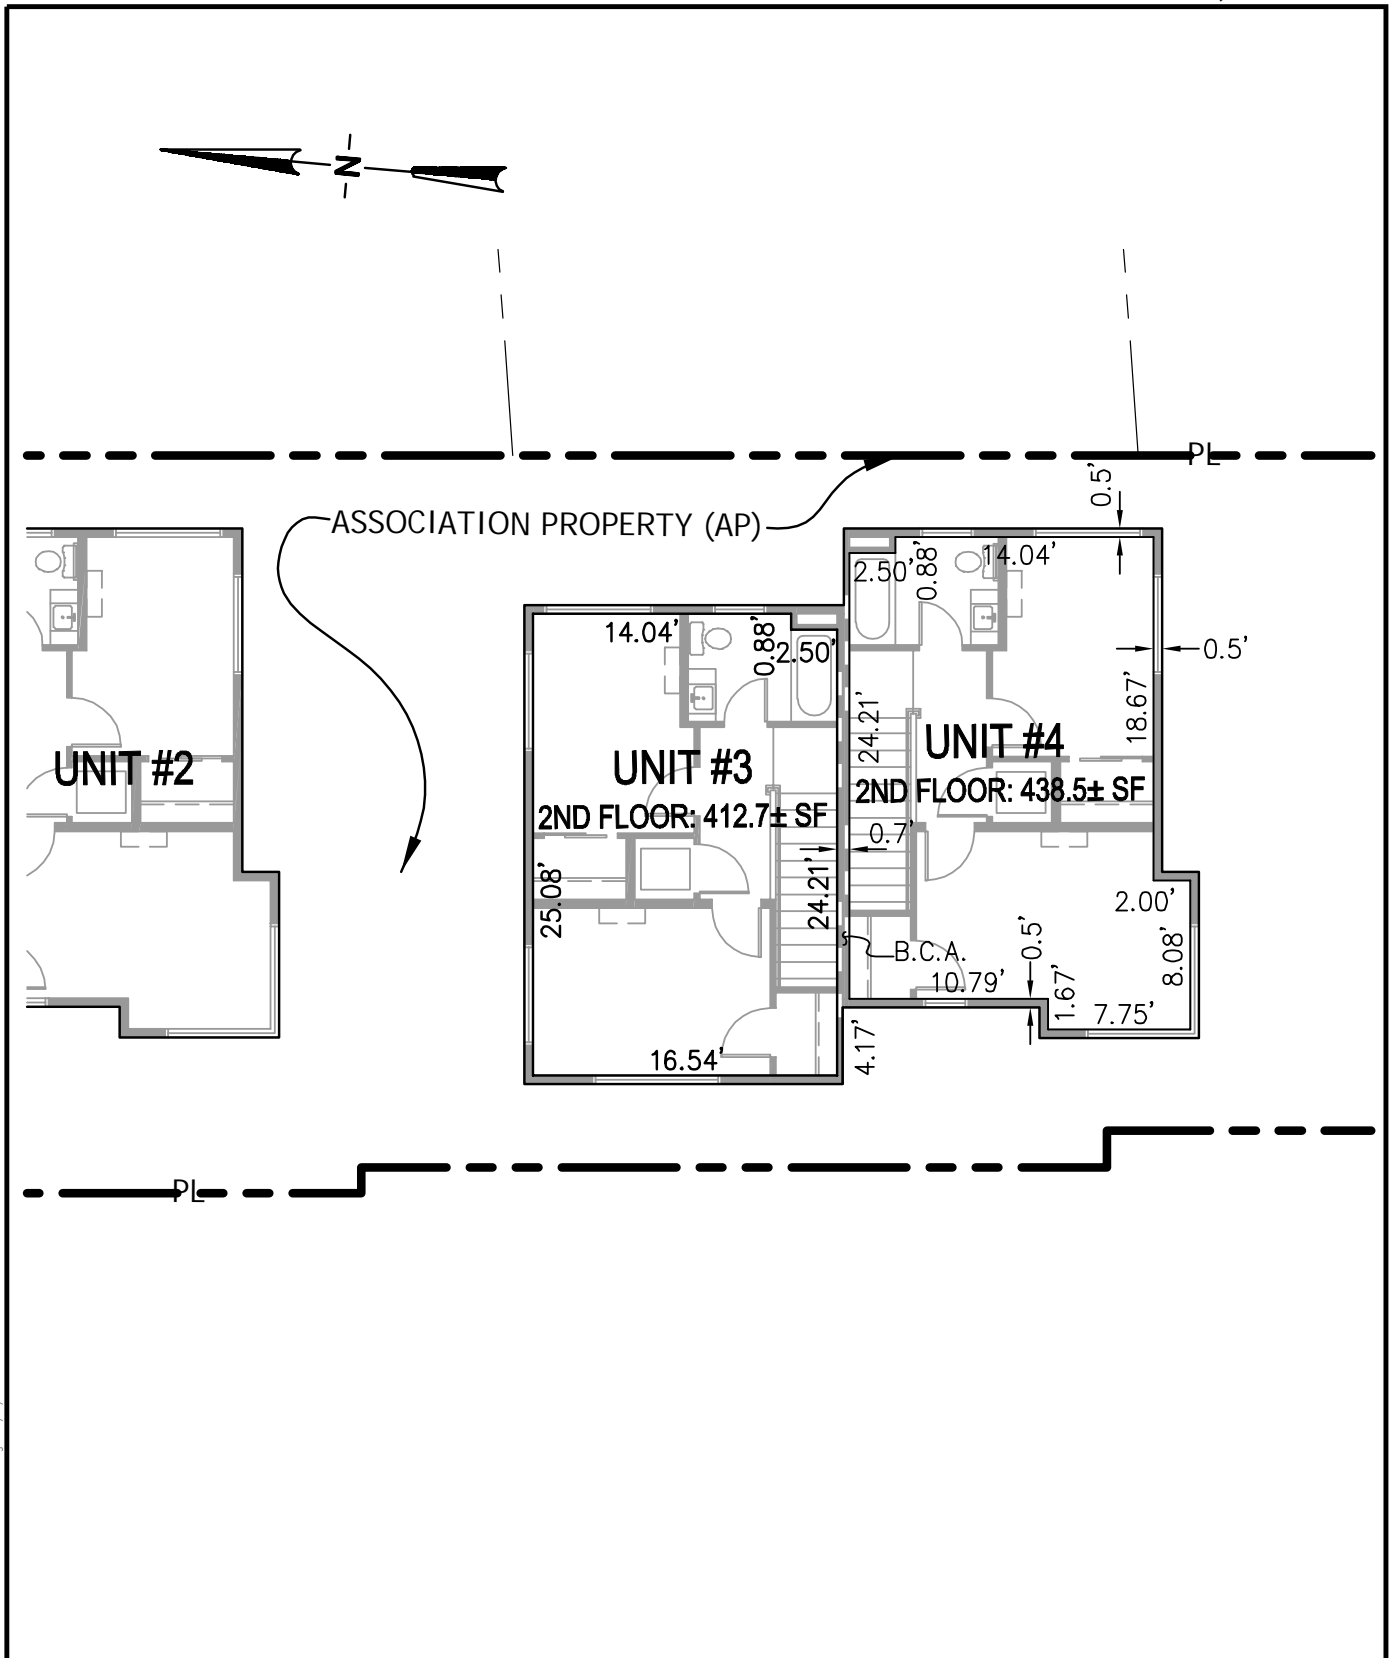 N
PL
0.5'
ASSOCIATION PROPERTY (AP)
14.04'
0.88'
2.50'
14.04'
0.88'
2.50'
0.5'
18.67'
24.21'
UNIT #2
UNIT #3
UNIT #4
2ND FLOOR: 412.7± SF
2ND FLOOR: 438.5± SF
0.7'
25.08'
24.21'
2.00'
B.C.A.
0.5'
8.08'
10.79'
1.67'
7.75'
4.17'
16.54'
PL